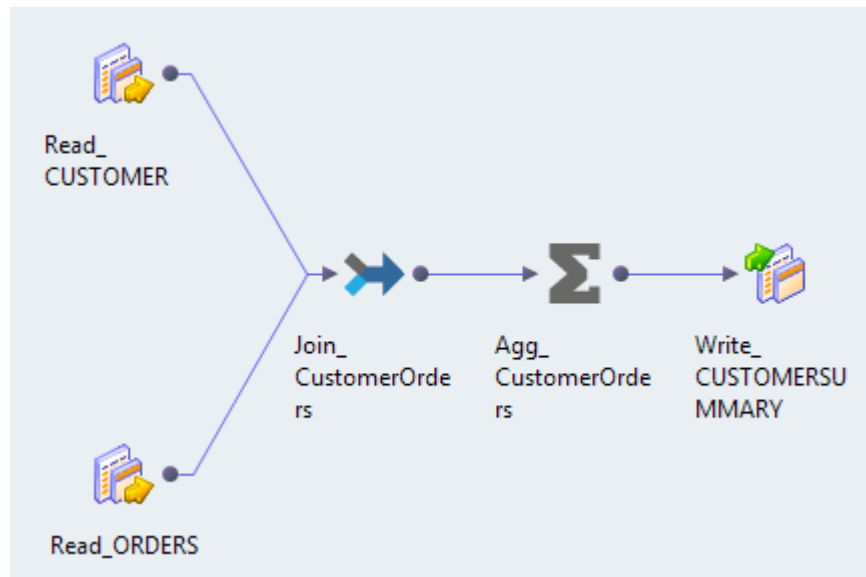 Read_
CUSTOMER
Join_
CustomerOrde
rs
Agg_
CustomerOrde
rs
Write_
CUSTOMERSU
MMARY
Read_ORDERS